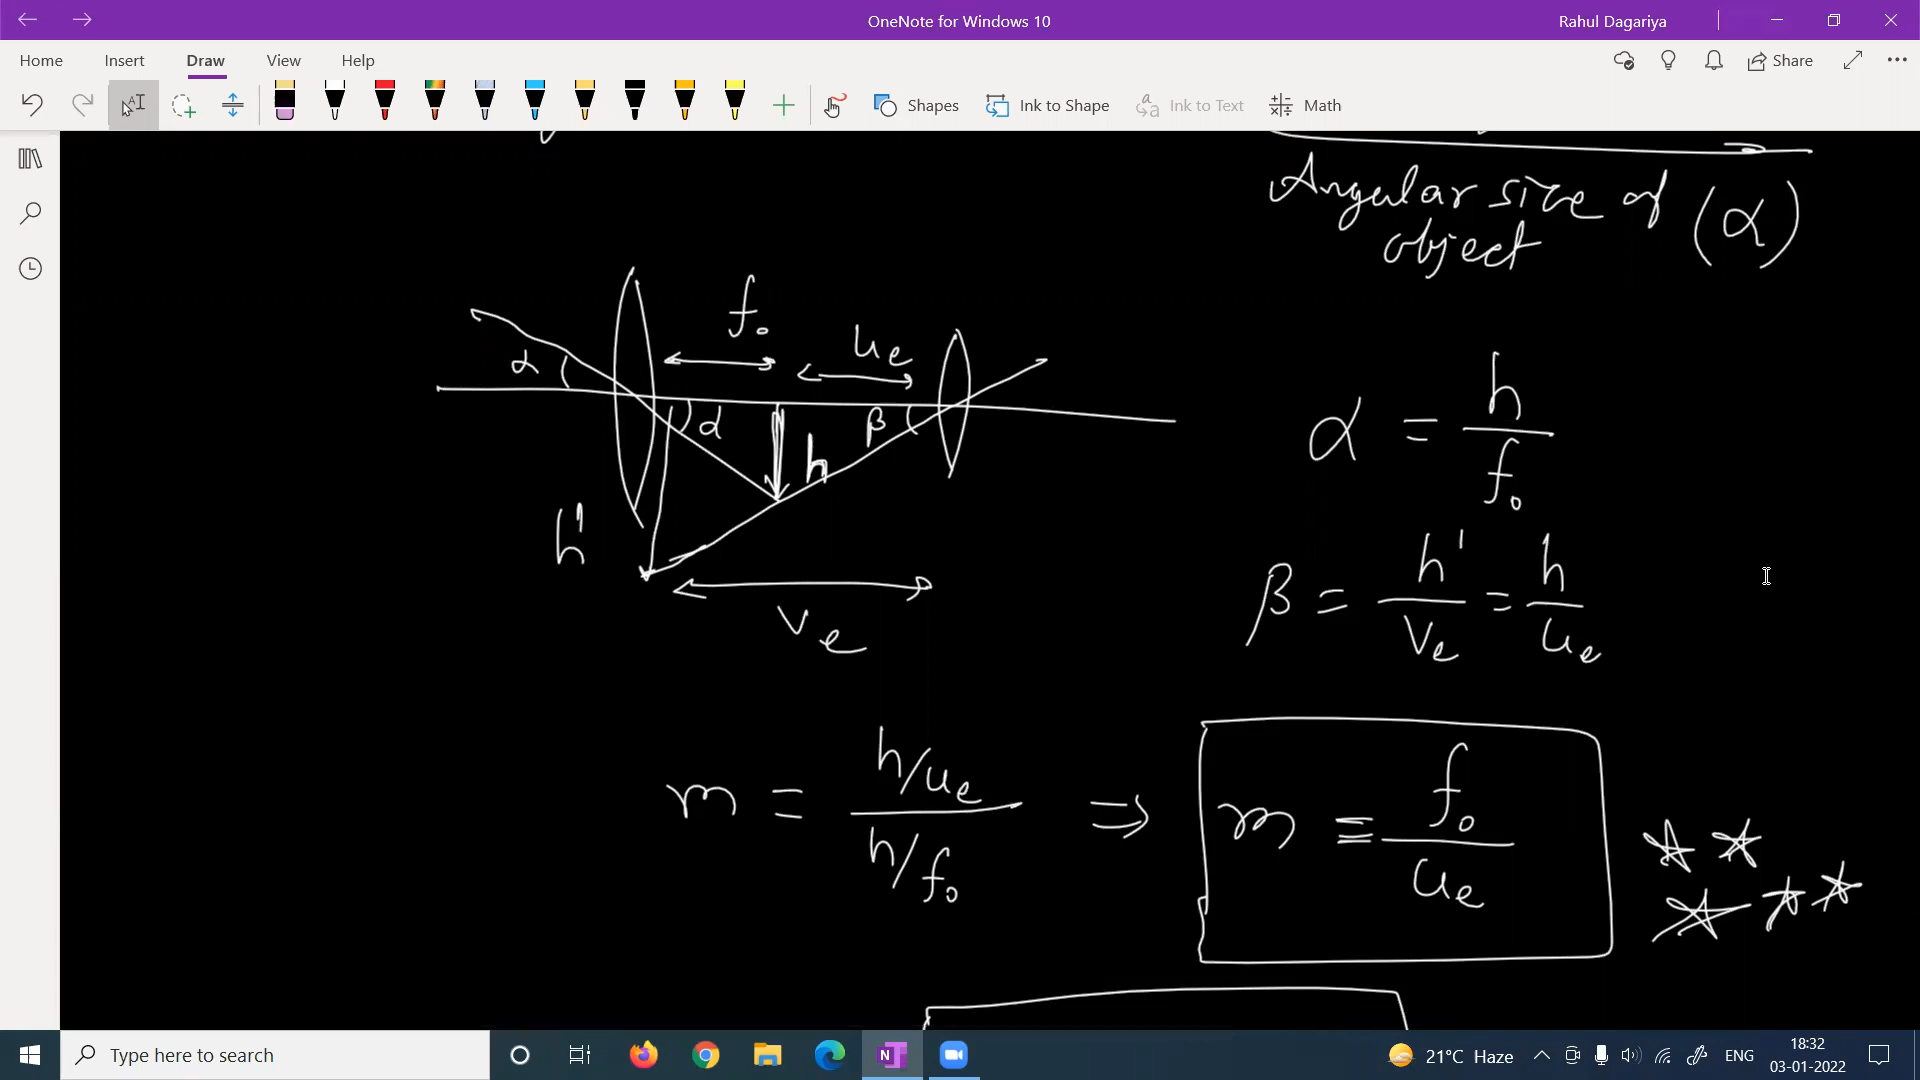 OneNote for Windows 10
Rahul Dagariya
Home Insert Draw View Help
Share
Shapes Ink to Shape Ink to Text Math
Angular size of (α)
object
f₀
uₑ
α
α
β
h
h'
vₑ
α = h/f₀
β = h'/vₑ = h/uₑ
m = (h/uₑ)/(h/f₀) ⇒ m = f₀/uₑ
Type here to search
21°C Haze
ENG
18:32
03-01-2022